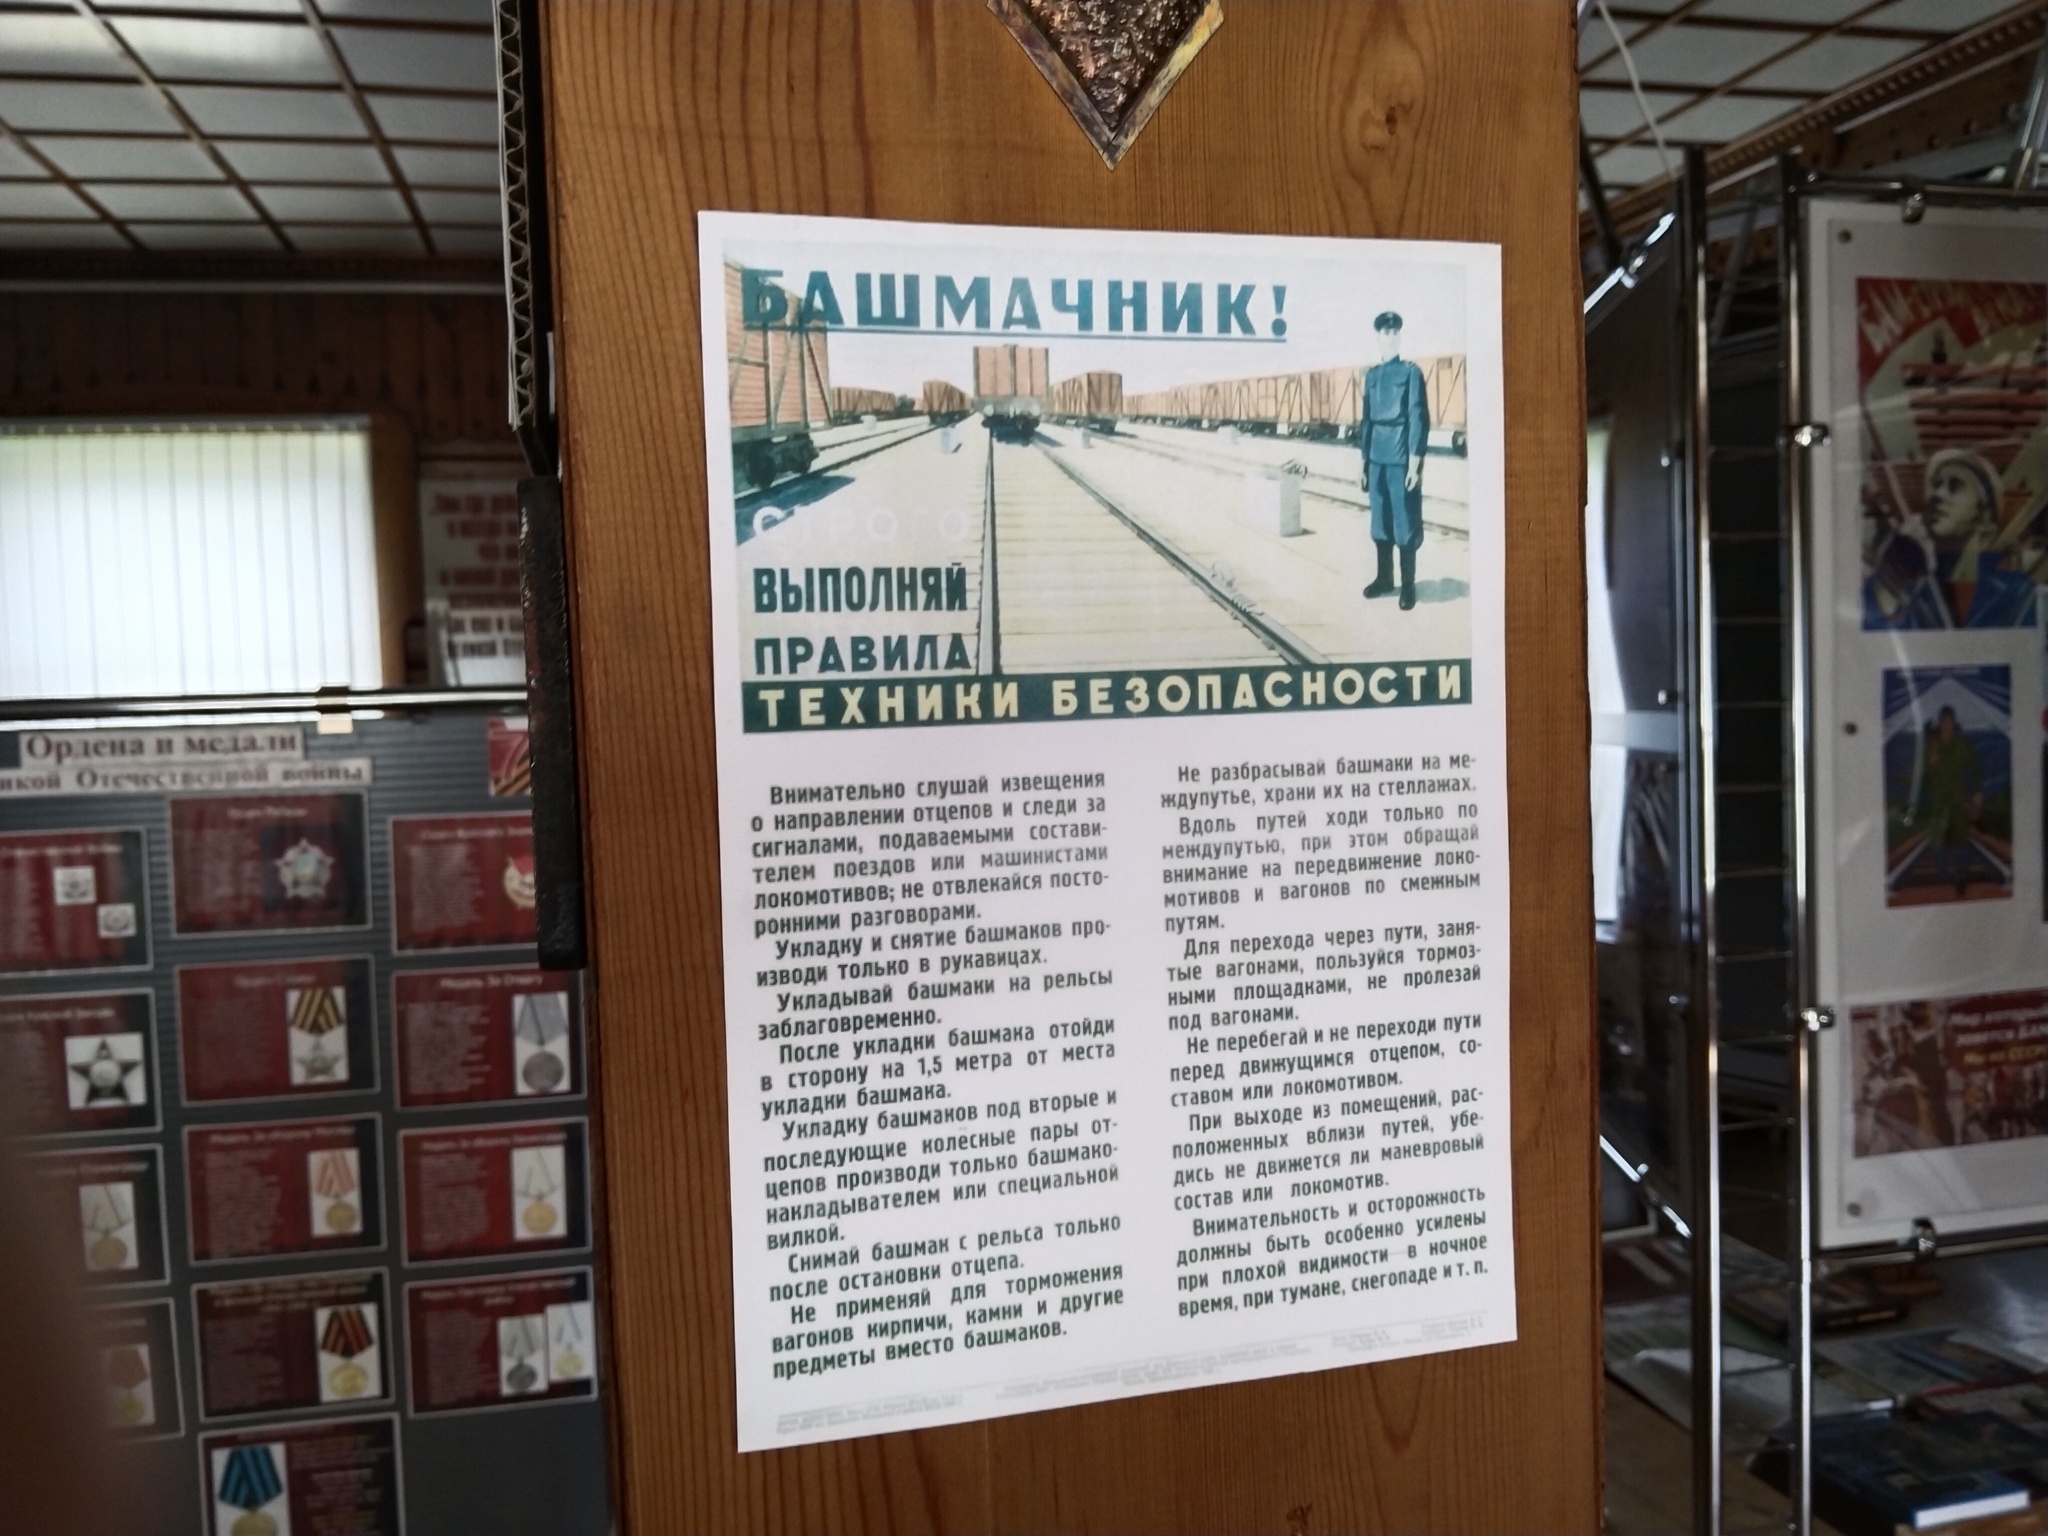 БАШМАЧНИК!
СТРОГО
ВЫПОЛНЯЙ
ПРАВИЛА
ТЕХНИКИ БЕЗОПАСНОСТИ
Внимательно слушай извещения
о направлении отцепов и следи за
сигналами, подаваемыми состави-
телем поездов или машинистами
локомотивов; не отвлекайся посто-
ронними разговорами.
Укладку и снятие башмаков про-
изводи только в рукавицах.
Укладывай башмаки на рельсы
заблаговременно.
После укладки башмака отойди
в сторону на 1,5 метра от места
укладки башмака.
Укладку башмаков под вторые и
последующие колёсные пары от-
цепов производи только башмако-
накладывателем или специальной
вилкой.
Снимай башмак с рельса только
после остановки отцепа.
Не применяй для торможения
вагонов кирпичи, камни и другие
предметы вместо башмаков.
Не разбрасывай башмаки на ме-
ждупутье, храни их на стеллажах.
Вдоль путей ходи только по
междупутью, при этом обращай
внимание на передвижение локо-
мотивов и вагонов по смежным
путям.
Для перехода через пути, заня-
тые вагонами, пользуйся тормоз-
ными площадками, не пролезай
под вагонами.
Не перебегай и не переходи пути
перед движущимся отцепом, со-
ставом или локомотивом.
При выходе из помещений, рас-
положенных вблизи путей, убе-
дись не движется ли маневровый
состав или локомотив.
Внимательность и осторожность
должны быть особенно усилены
при плохой видимости в ночное
время, при тумане, снегопаде и т. п.
Ордена и медали
икой Отечественной войны